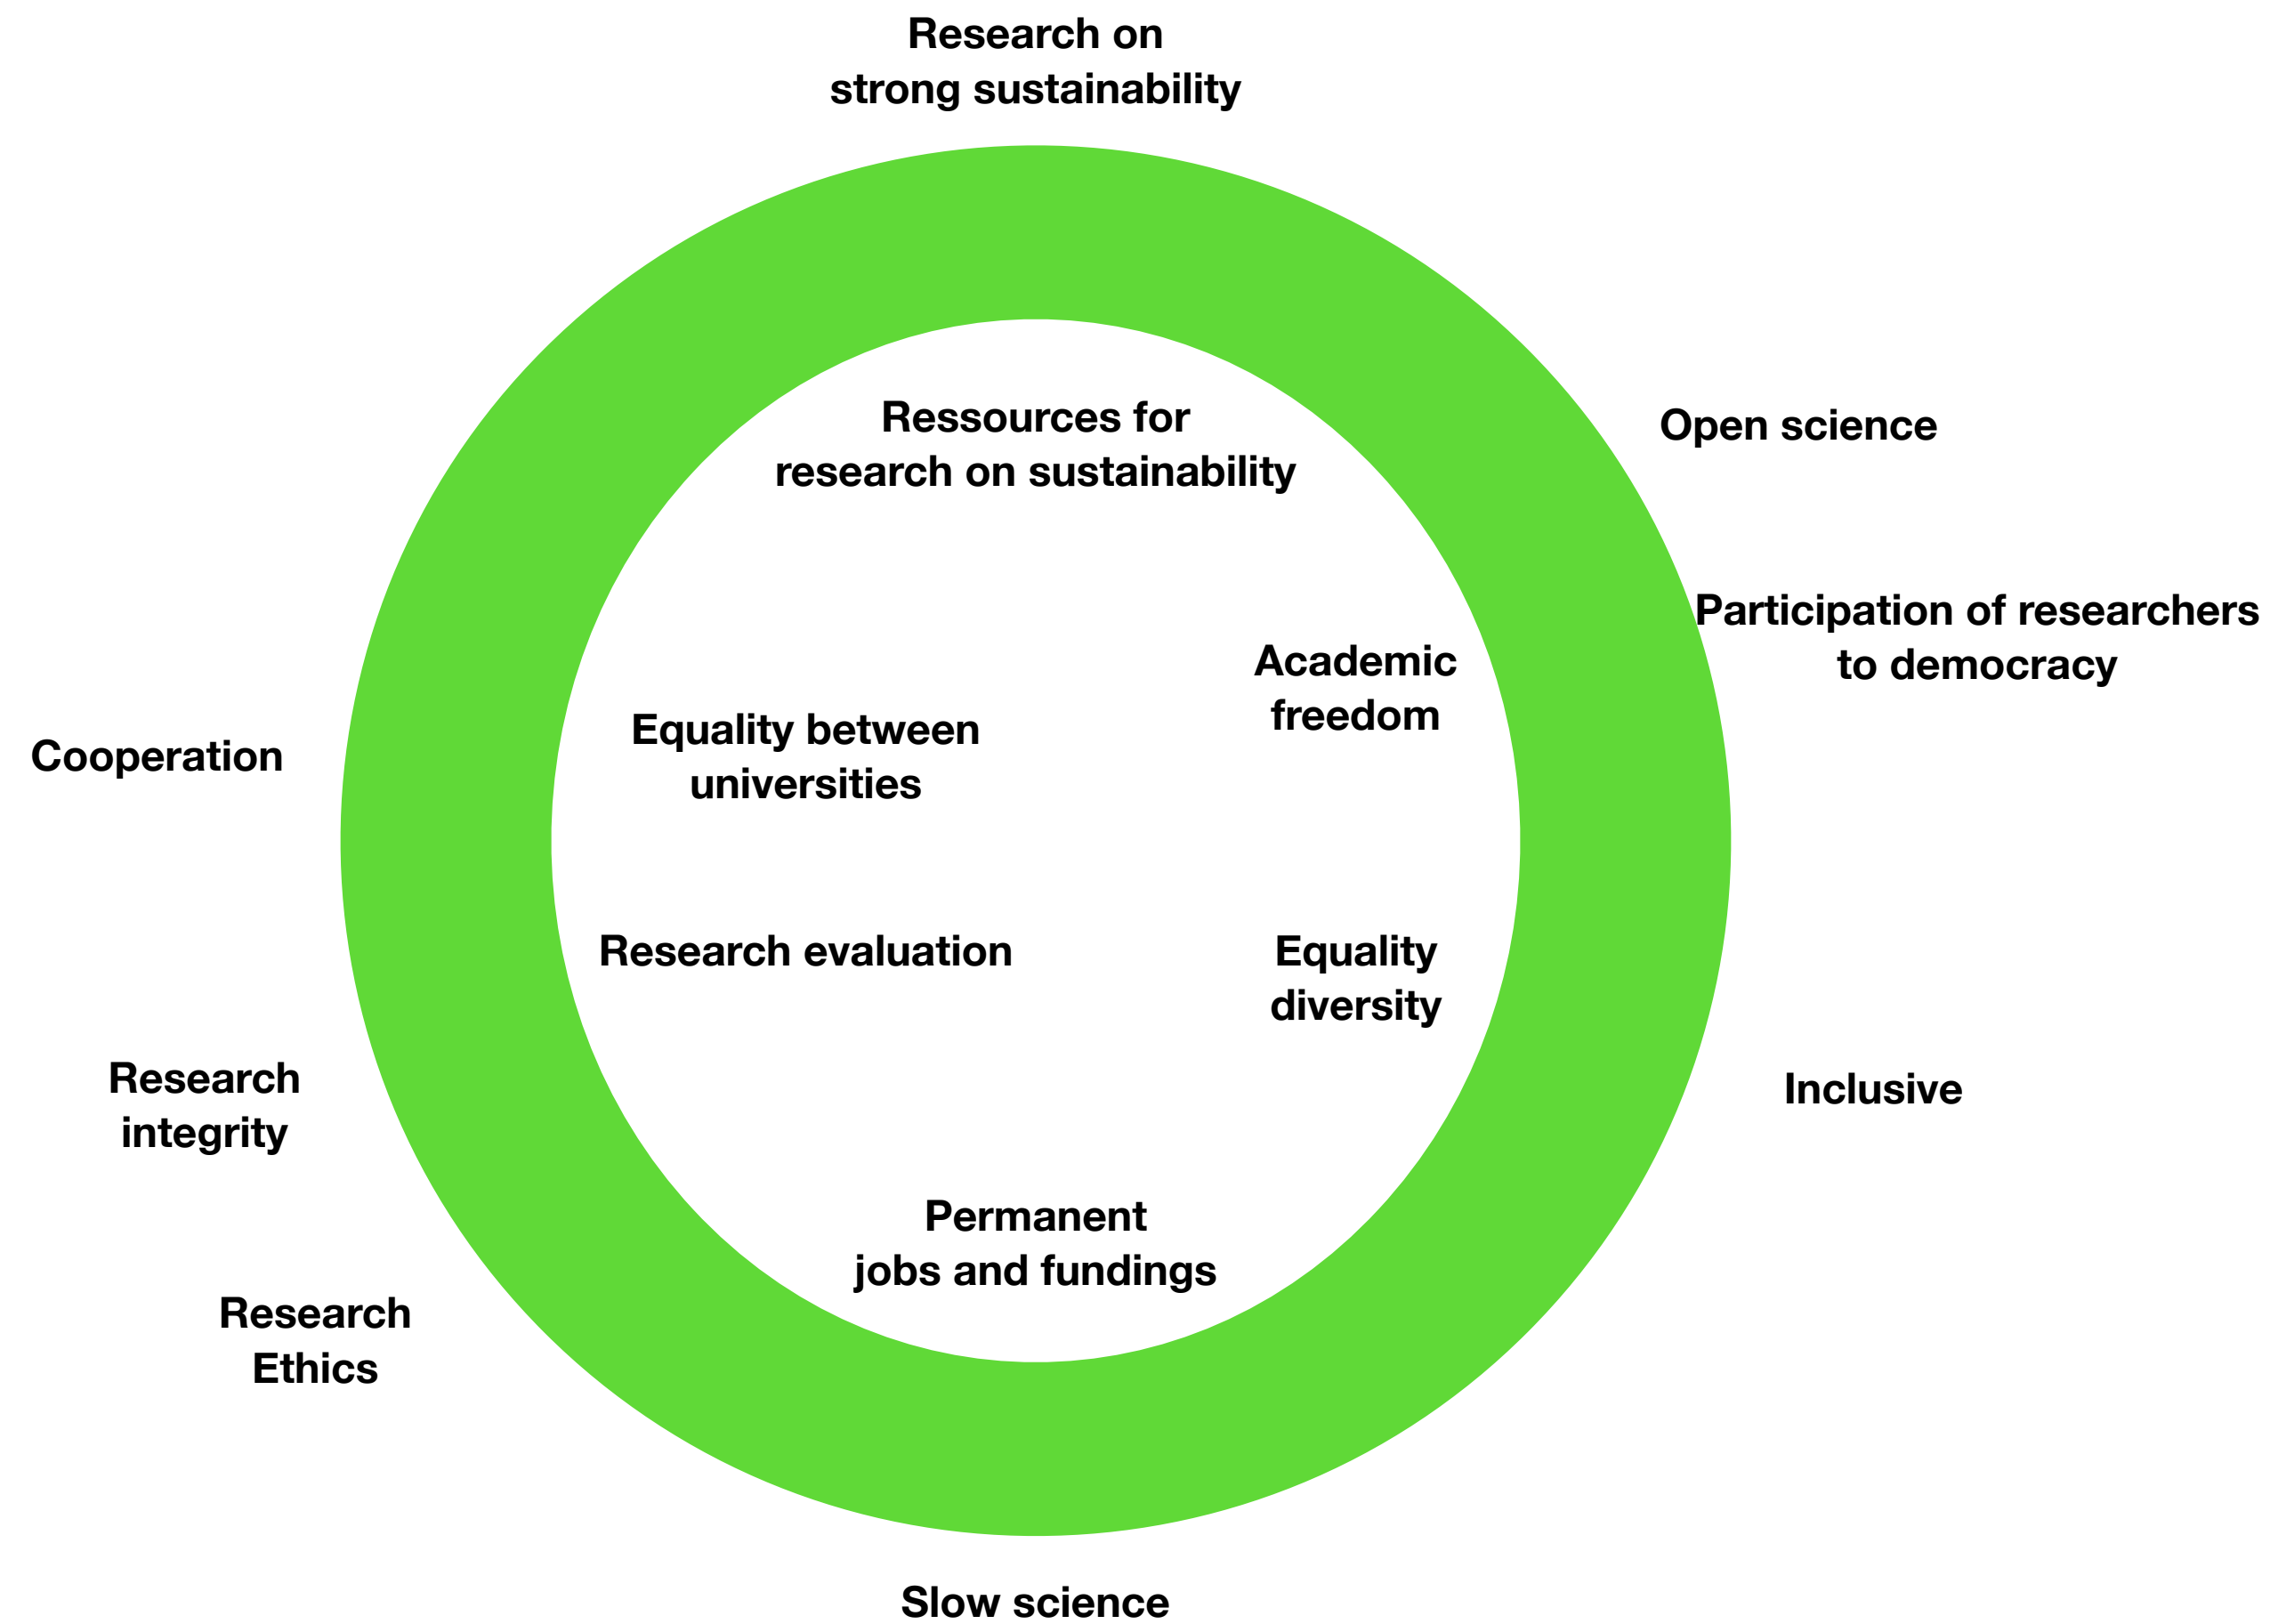 Research on
strong sustainability
Ressources for
research on sustainability
Open science
Participation of researchers
to democracy
Academic
freedom
Equality between
universities
Cooperation
Research evaluation
Equality
diversity
Research
integrity
Inclusive
Permanent
jobs and fundings
Research
Ethics
Slow science